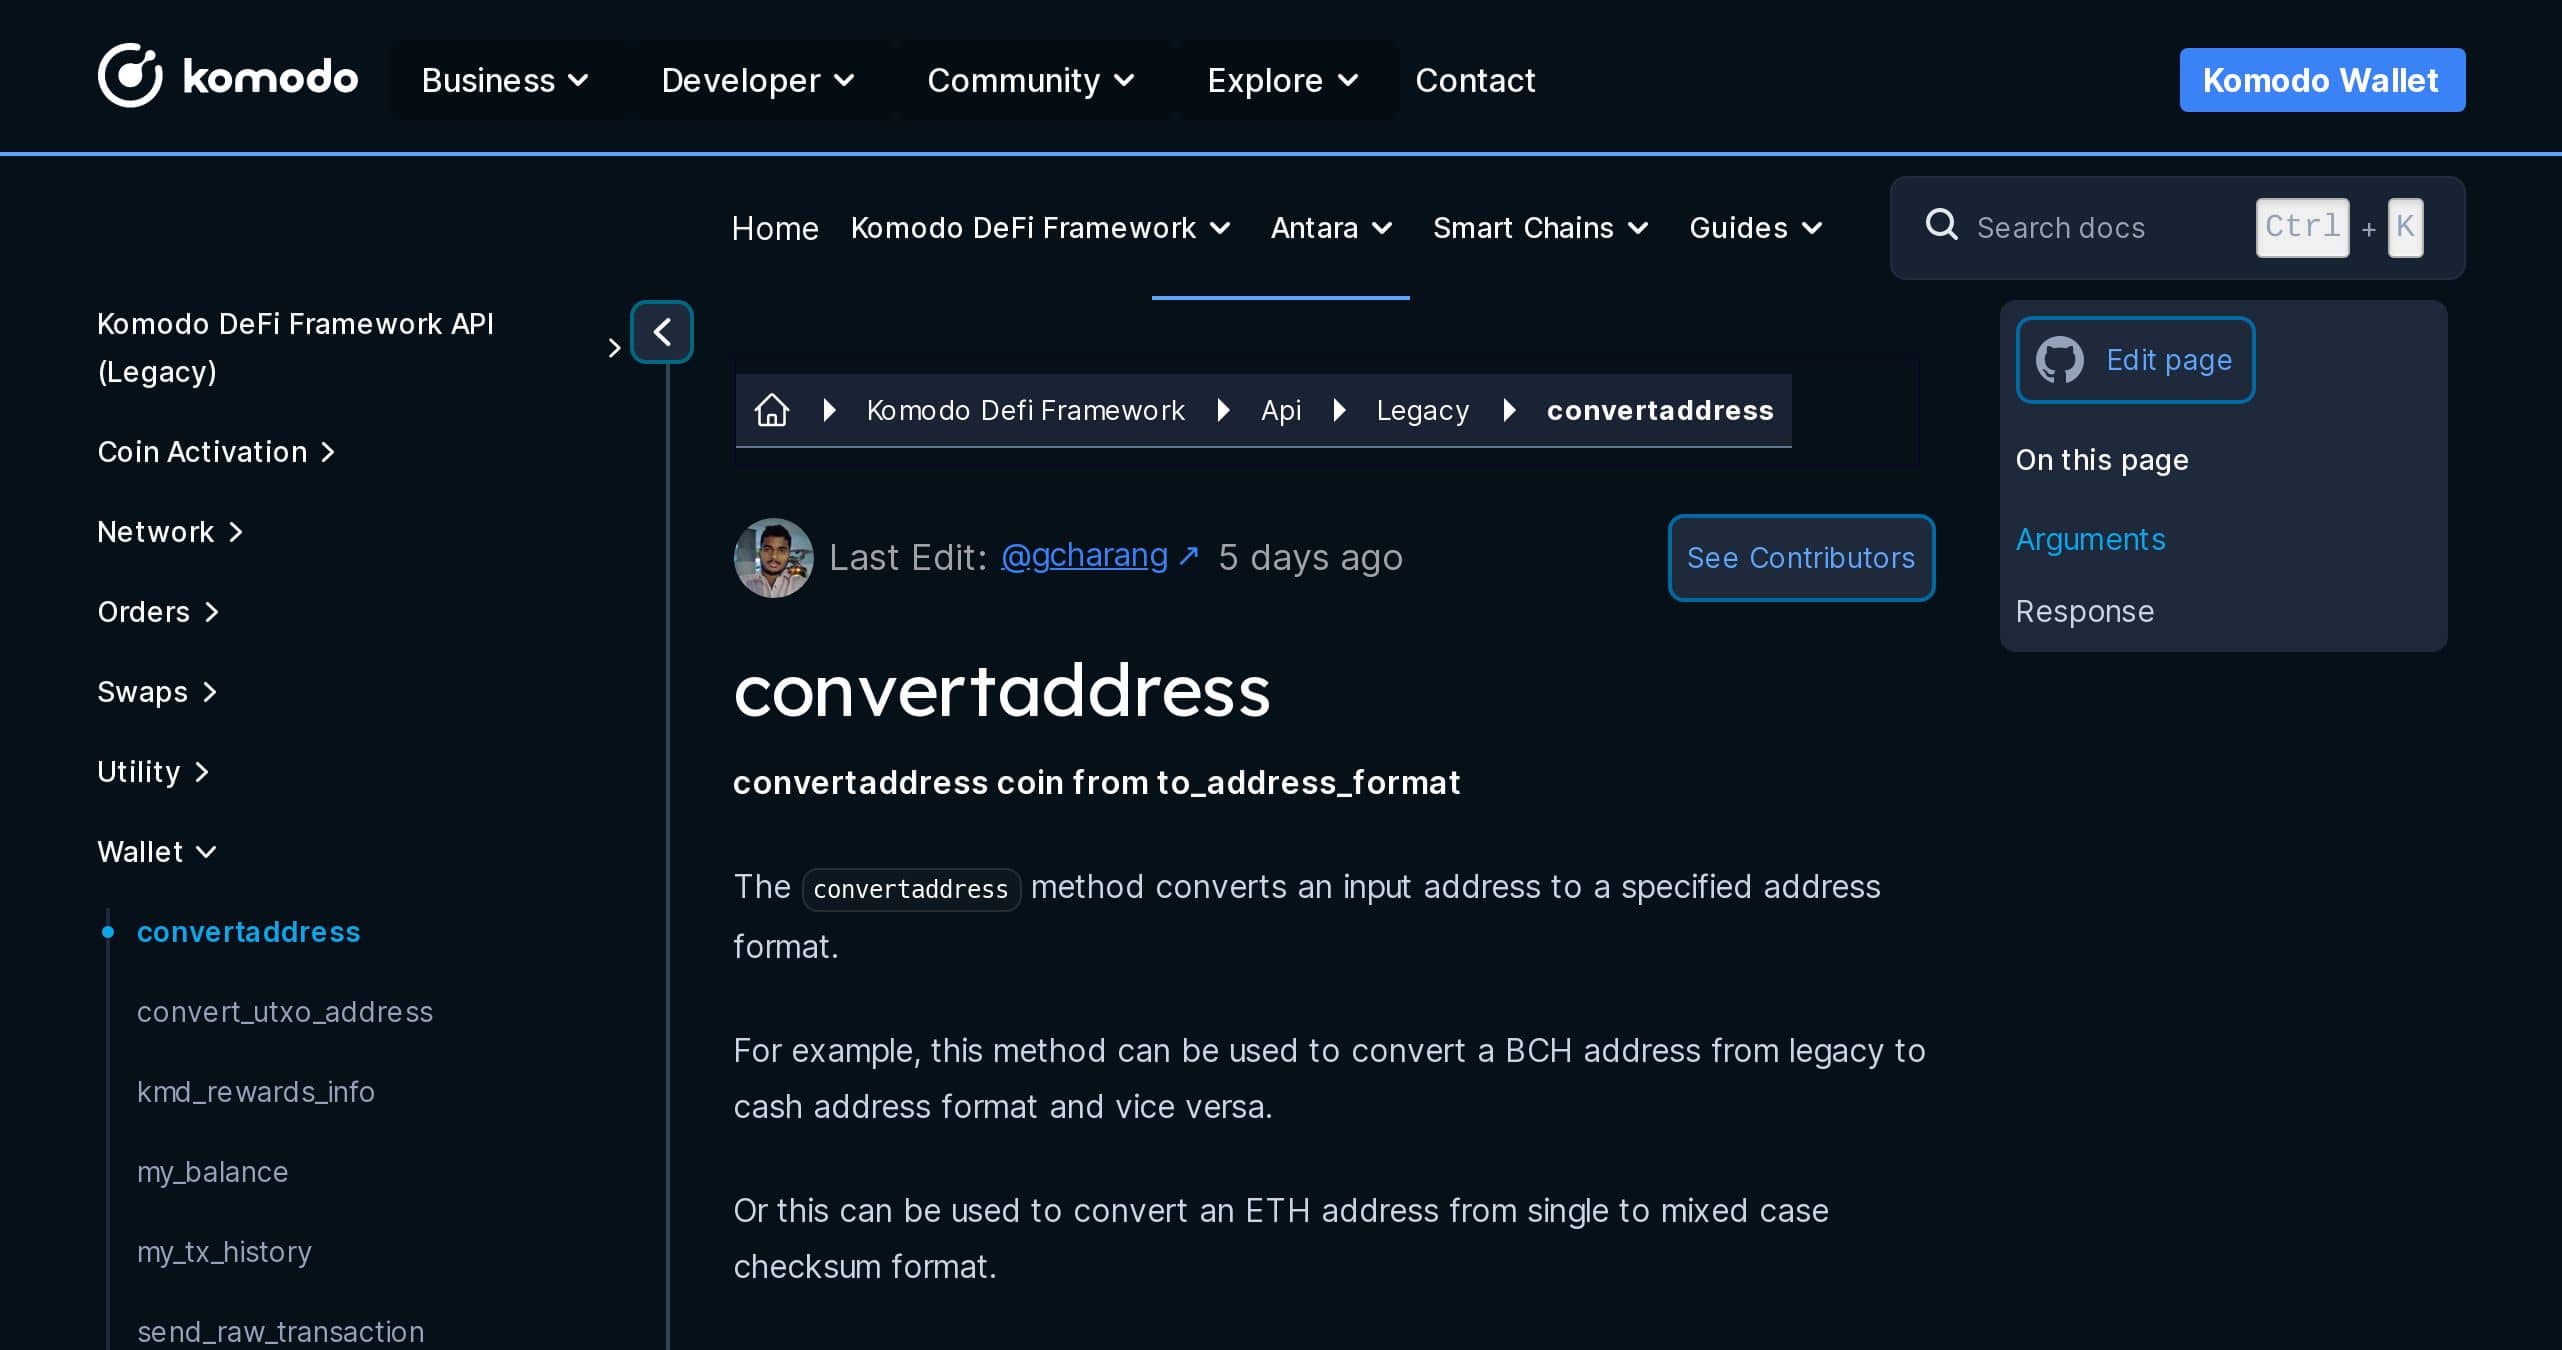 komodo
Business
Developer
Community
Explore
Contact
Komodo Wallet
Home
Komodo DeFi Framework
Antara
Smart Chains
Guides
Search docs
Ctrl + K
Komodo DeFi Framework API
(Legacy)
Coin Activation
Network
Orders
Swaps
Utility
Wallet
convertaddress
convert_utxo_address
kmd_rewards_info
my_balance
my_tx_history
send_raw_transaction
Komodo Defi Framework
Api
Legacy
convertaddress
Last Edit: @gcharang ↗ 5 days ago
See Contributors
convertaddress
convertaddress coin from to_address_format
The convertaddress method converts an input address to a specified address
format.
For example, this method can be used to convert a BCH address from legacy to
cash address format and vice versa.
Or this can be used to convert an ETH address from single to mixed case
checksum format.
Edit page
On this page
Arguments
Response